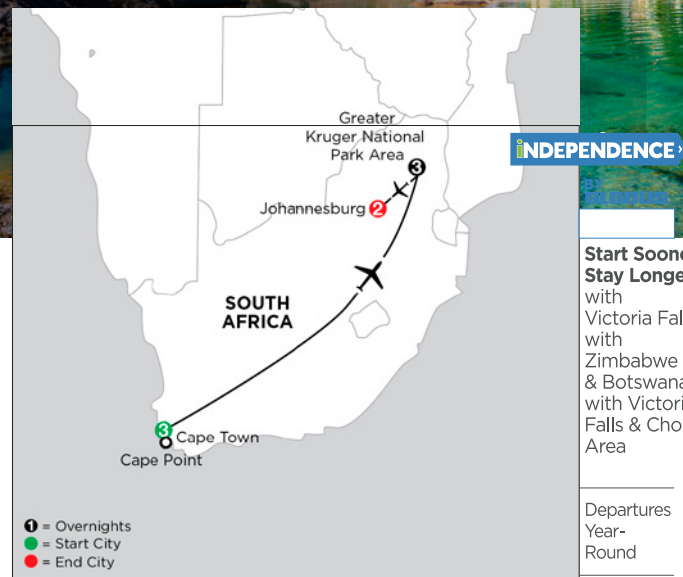 Greater
Kruger National
Park Area
3
iNDEPENDENCE
BY
Johannesburg 2
SOUTH
AFRICA
3
Cape Town
Cape Point
1 = Overnights
= Start City
= End City
Start Soone
Stay Longe
with
Victoria Fal
with
Zimbabwe
& Botswana
with Victori
Falls & Cho
Area
Departures
Year-
Round